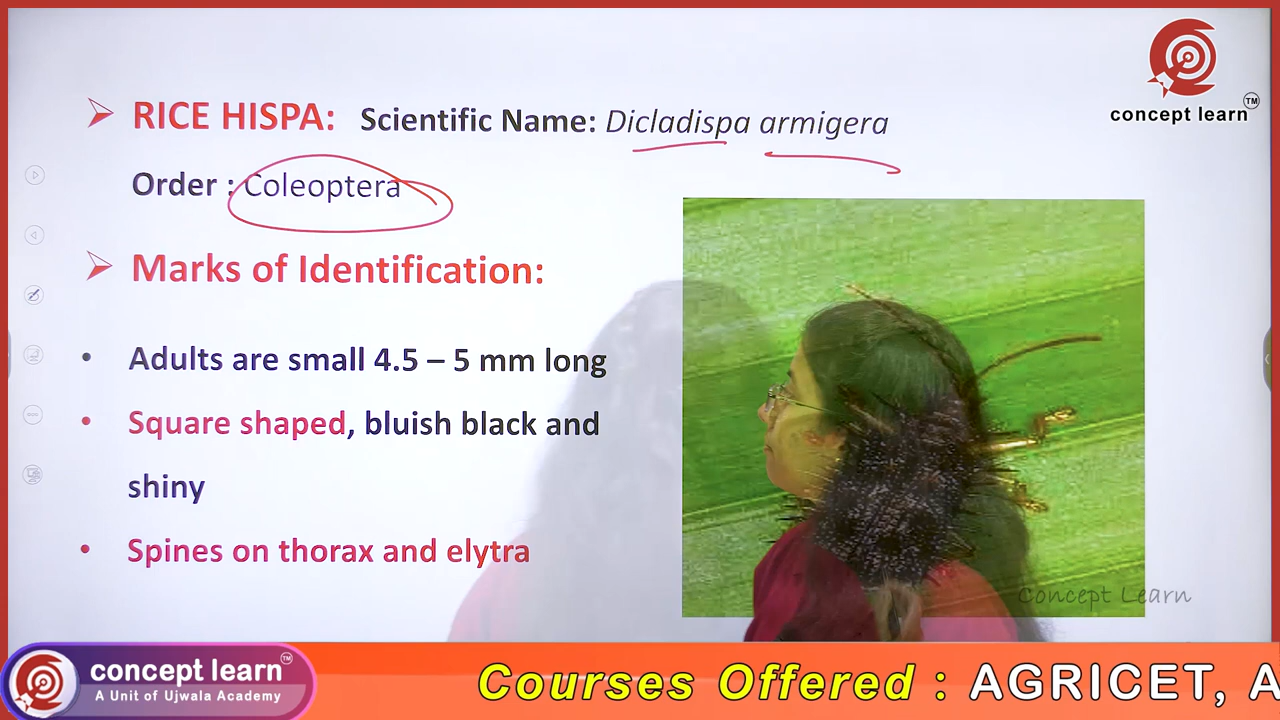 RICE HISPA: Scientific Name: Dicladispa armigera
concept learn TM
Order : Coleoptera
Marks of Identification:
• Adults are small 4.5 – 5 mm long
• Square shaped, bluish black and
shiny
• Spines on thorax and elytra
Concept Learn
concept learn TM
A Unit of Ujwala Academy
Courses Offered : AGRICET, A